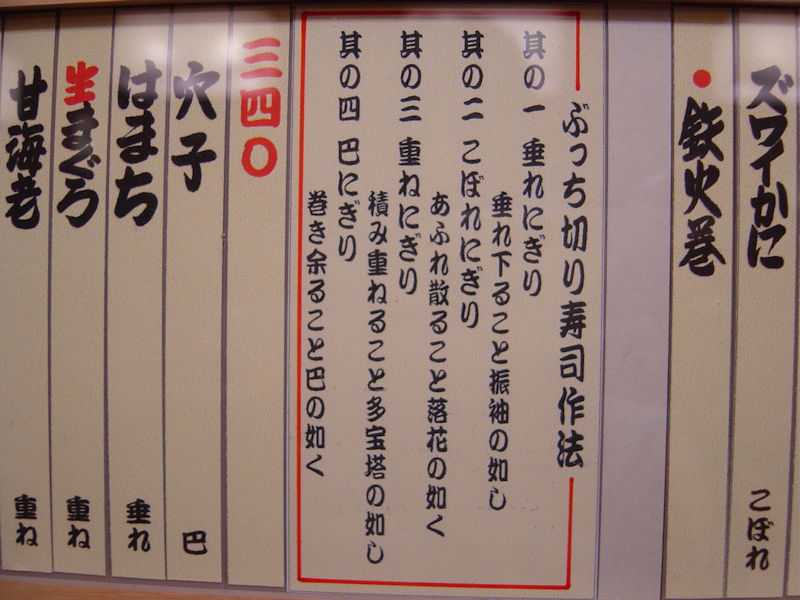 ズワイかに こぼれ
●鉄火巻
ぶっち切り寿司作法
其の一 垂れにぎり
垂れ下ること振袖の如し
其の二 こぼれにぎり
あふれ散ること落花の如く
其の三 重ねにぎり
積み重ねること多宝塔の如し
其の四 巴にぎり
巻き余ること巴の如く
三四〇
穴子 巴
はまち 垂れ
生まぐろ 重ね
甘海老 重ね